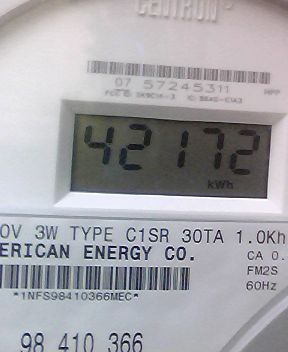 CENTRON®
07 57245311
MPP
42172
kWh
0V 3W TYPE C1SR 30TA 1.0Kh
ERICAN ENERGY CO.
CA 0.
FM2S
60Hz
*1NFS98410366MEC*
98 410 366